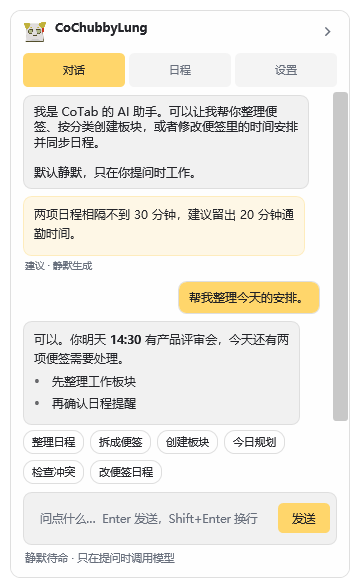 CoChubbyLung
对话 日程 设置
我是 CoTab 的 AI 助手。可以让我帮你整理便
签、按分类创建板块，或者修改便签里的时间安排
并同步日程。
默认静默，只在你提问时工作。
两项日程相隔不到 30 分钟，建议留出 20 分钟通
勤时间。
建议 · 静默生成
帮我整理今天的安排。
可以。你明天 14:30 有产品评审会，今天还有两
项便签需要处理。
• 先整理工作板块
• 再确认日程提醒
整理日程 拆成便签 创建板块 今日规划
检查冲突 改便签日程
问点什么... Enter 发送，Shift+Enter 换行 发送
静默待命 · 只在提问时调用模型